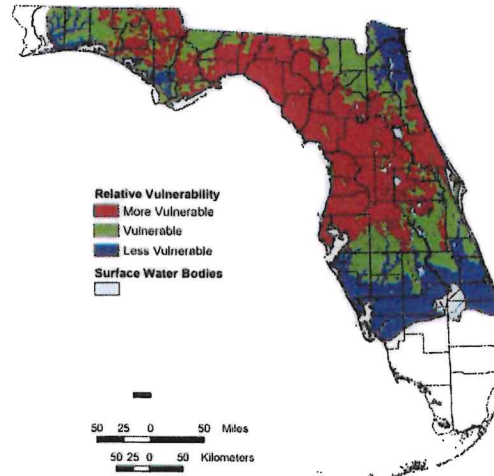 Relative Vulnerability
More Vulnerable
Vulnerable
Less Vulnerable
Surface Water Bodies
50 25 0 50 Miles
50 25 0 50 Kilometers